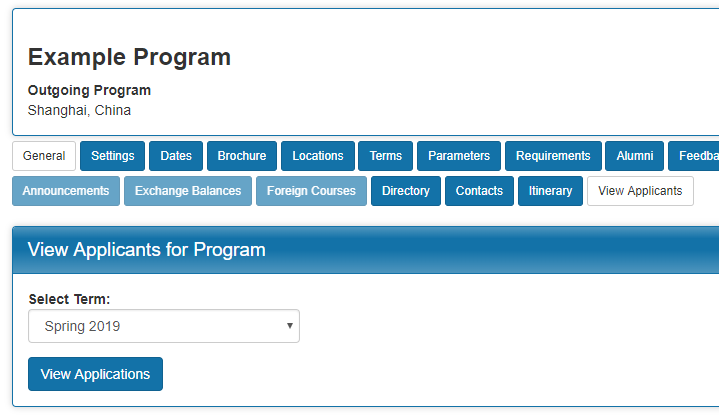 Example Program
Outgoing Program
Shanghai, China
General Settings Dates Brochure Locations Terms Parameters Requirements Alumni Feedba
Announcements Exchange Balances Foreign Courses Directory Contacts Itinerary View Applicants
View Applicants for Program
Select Term:
Spring 2019
View Applications